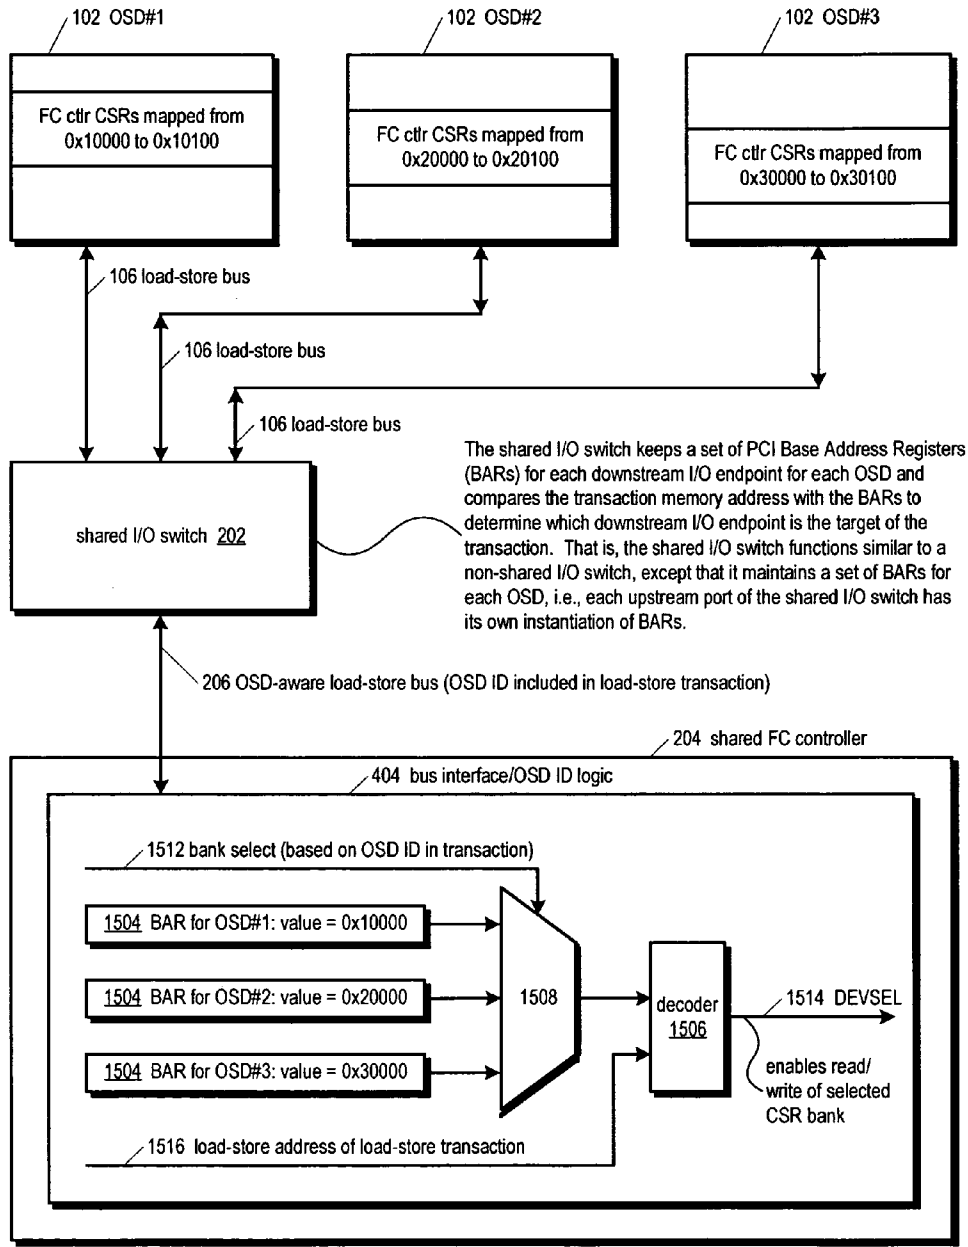 102 OSD#1
102 OSD#2
102 OSD#3
FC ctlr CSRs mapped from
0x10000 to 0x10100
FC ctlr CSRs mapped from
0x20000 to 0x20100
FC ctlr CSRs mapped from
0x30000 to 0x30100
106 load-store bus
106 load-store bus
106 load-store bus
shared I/O switch 202
The shared I/O switch keeps a set of PCI Base Address Registers
(BARs) for each downstream I/O endpoint for each OSD and
compares the transaction memory address with the BARs to
determine which downstream I/O endpoint is the target of the
transaction. That is, the shared I/O switch functions similar to a
non-shared I/O switch, except that it maintains a set of BARs for
each OSD, i.e., each upstream port of the shared I/O switch has
its own instantiation of BARs.
206 OSD-aware load-store bus (OSD ID included in load-store transaction)
204 shared FC controller
404 bus interface/OSD ID logic
1512 bank select (based on OSD ID in transaction)
1504 BAR for OSD#1: value = 0x10000
1504 BAR for OSD#2: value = 0x20000
1504 BAR for OSD#3: value = 0x30000
1508
decoder
1506
1514 DEVSEL
enables read/
write of selected
CSR bank
1516 load-store address of load-store transaction